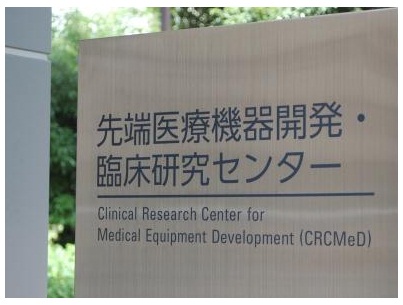 先端医療機器開発・
臨床研究センター
Clinical Research Center for
Medical Equipment Development (CRCMeD)